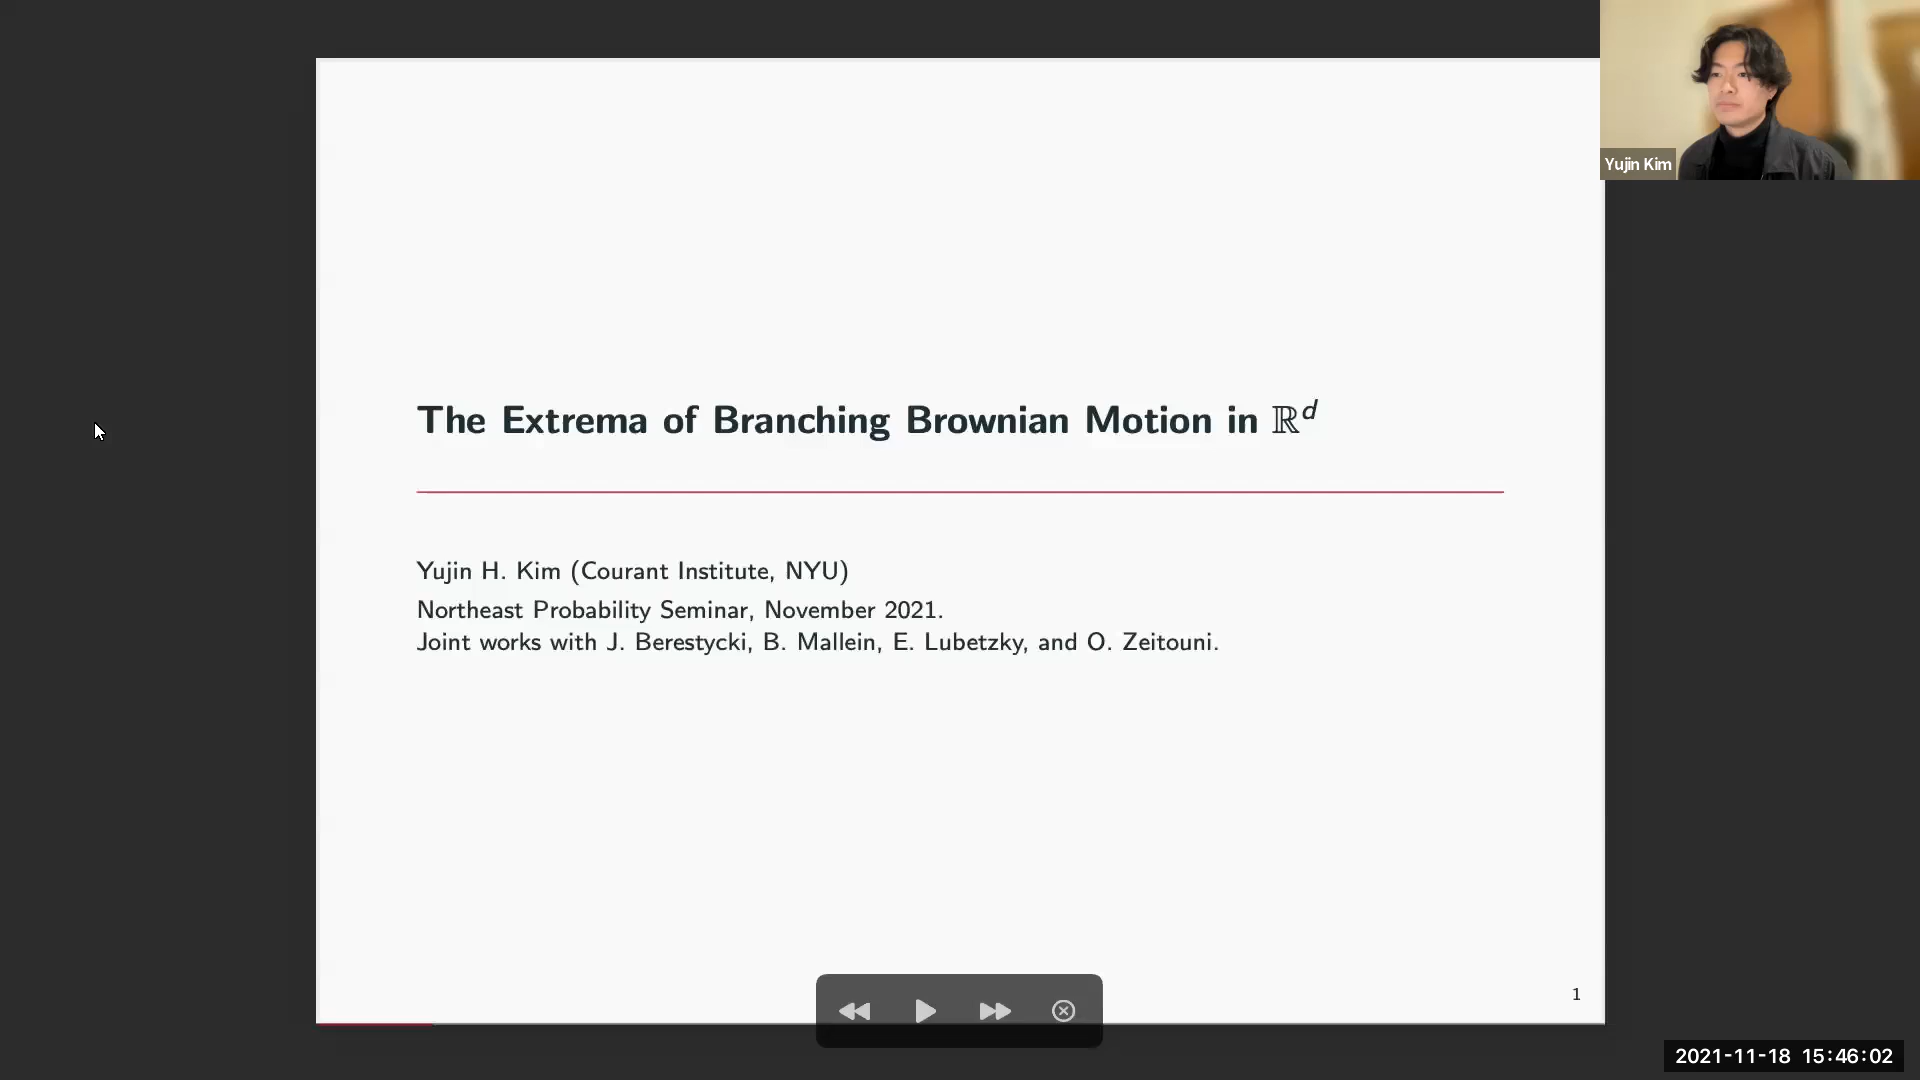 Yujin Kim
The Extrema of Branching Brownian Motion in ℝᵈ
Yujin H. Kim (Courant Institute, NYU)
Northeast Probability Seminar, November 2021.
Joint works with J. Berestycki, B. Mallein, E. Lubetzky, and O. Zeitouni.
1
2021-11-18 15:46:02